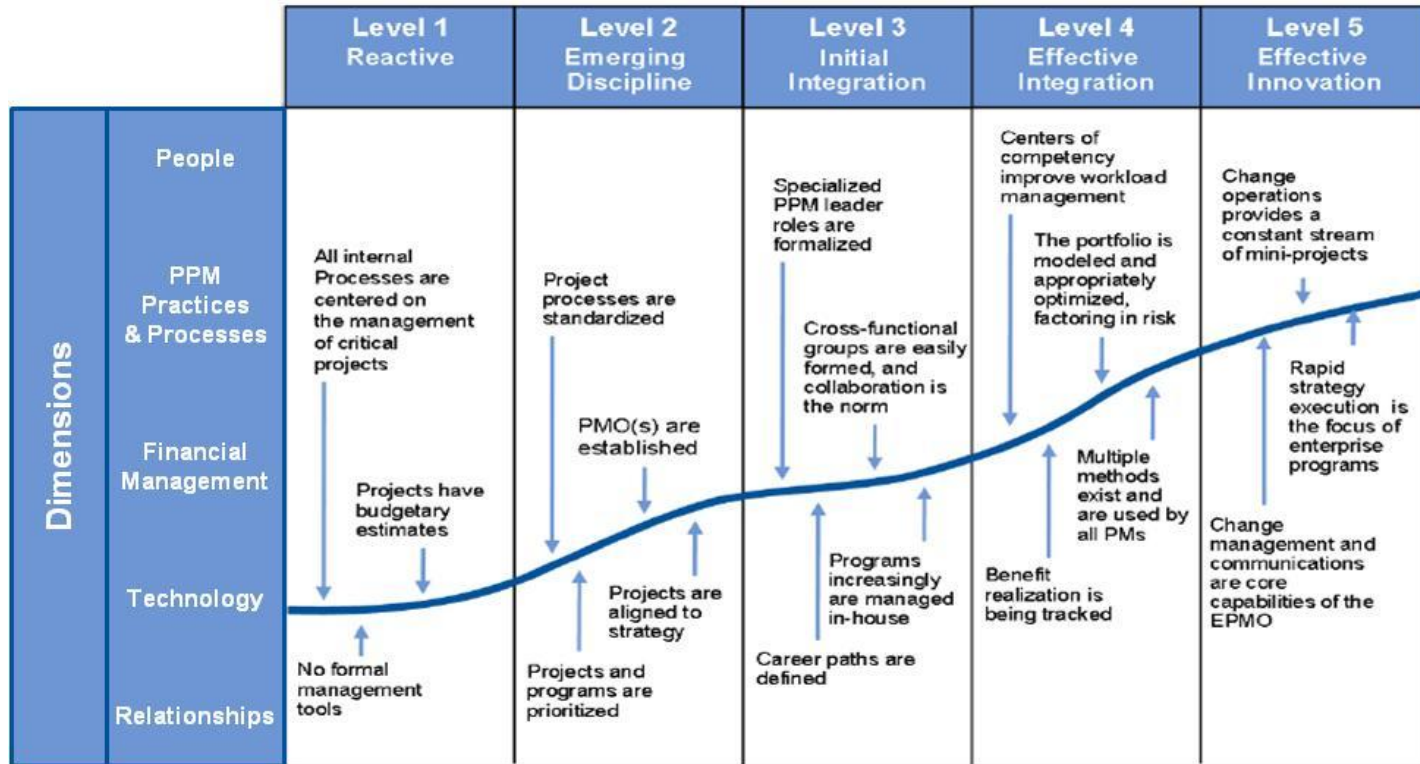 Level 1
Reactive
Level 2
Emerging
Discipline
Level 3
Initial
Integration
Level 4
Effective
Integration
Level 5
Effective
Innovation
Dimensions
People
PPM
Practices
& Processes
Financial
Management
Technology
Relationships
All internal
Processes are
centered on
the management
of critical
projects
Projects have
budgetary
estimates
No formal
management
tools
Project
processes are
standardized
PMO(s) are
established
Projects are
aligned to
strategy
Projects and
programs are
prioritized
Specialized
PPM leader
roles are
formalized
Cross-functional
groups are easily
formed, and
collaboration is
the norm
Programs
increasingly
are managed
in-house
Career paths are
defined
Centers of
competency
improve workload
management
The portfolio is
modeled and
appropriately
optimized,
factoring in risk
Multiple
methods
exist and
are used by
all PMs
Benefit
realization is
being tracked
Change
operations
provides a
constant stream
of mini-projects
Rapid
strategy
execution is
the focus of
enterprise
programs
Change
management and
communications
are core
capabilities of the
EPMO